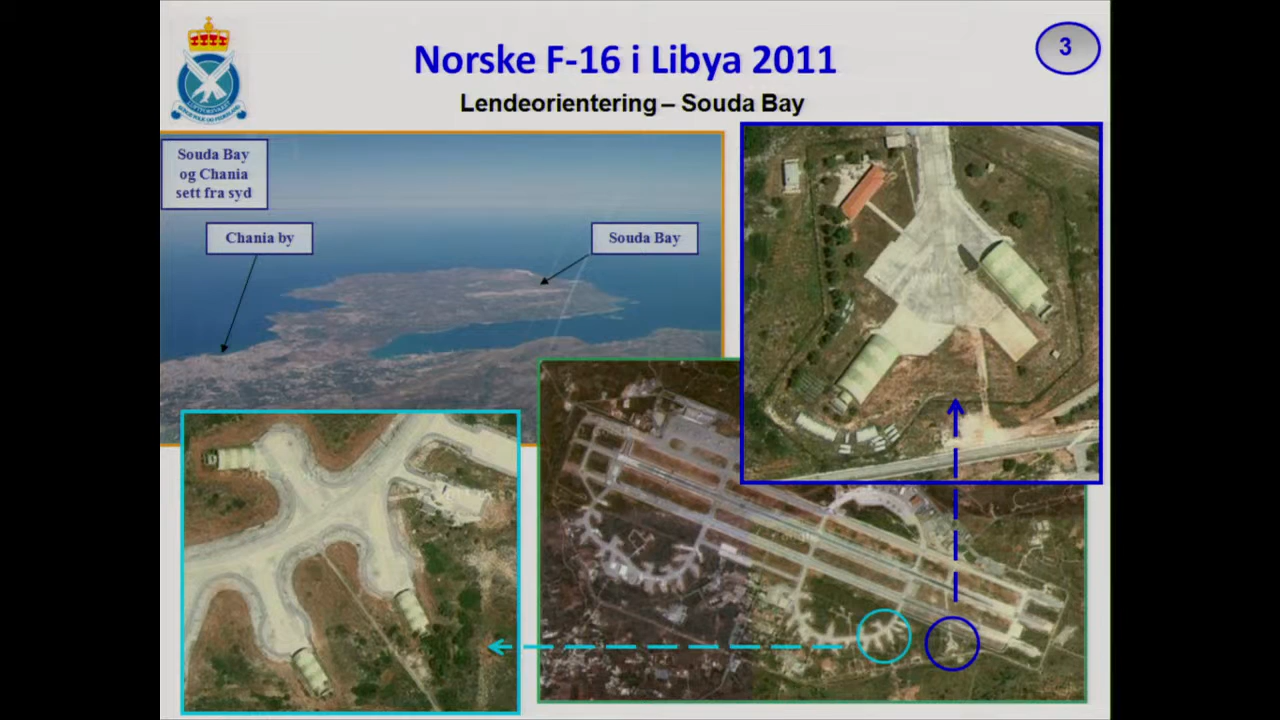 Norske F-16 i Libya 2011
3
Lendeorientering – Souda Bay
Souda Bay
og Chania
sett fra syd
Chania by
Souda Bay